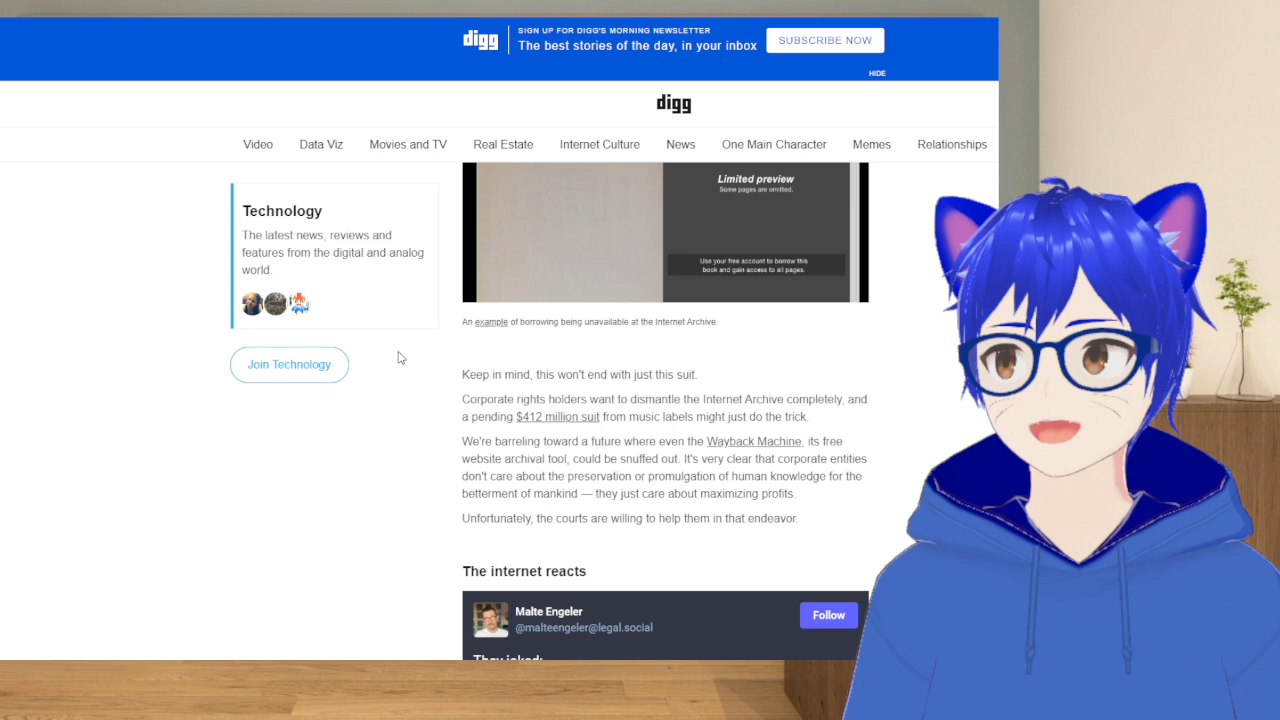 digg
SIGN UP FOR DIGG'S MORNING NEWSLETTER
The best stories of the day, in your inbox
SUBSCRIBE NOW
HIDE
digg
Video Data Viz Movies and TV Real Estate Internet Culture News One Main Character Memes Relationships
Technology
The latest news, reviews and
features from the digital and analog
world.
Join Technology
Limited preview
Some pages are omitted.
Use your free account to borrow this
book and gain access to all pages.
An example of borrowing being unavailable at the Internet Archive.
Keep in mind, this won't end with just this suit.
Corporate rights holders want to dismantle the Internet Archive completely, and
a pending $412 million suit from music labels might just do the trick.
We're barreling toward a future where even the Wayback Machine, its free
website archival tool, could be snuffed out. It's very clear that corporate entities
don't care about the preservation or promulgation of human knowledge for the
betterment of mankind — they just care about maximizing profits.
Unfortunately, the courts are willing to help them in that endeavor.
The internet reacts
Malte Engeler
@malteengeler@legal.social
Follow